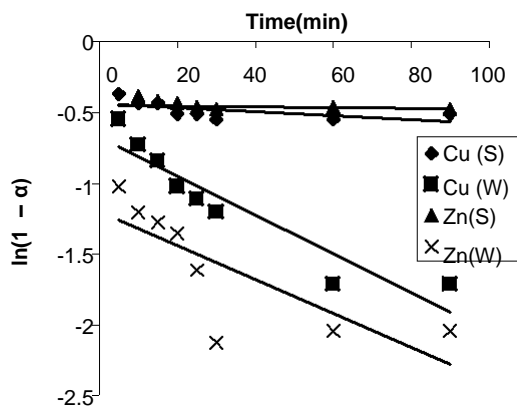 Time(min)
0
0 20 40 60 80 100
-0.5
-1
-1.5
-2
-2.5
ln(1 − α)
Cu (S)
Cu (W)
Zn(S)
Zn(W)